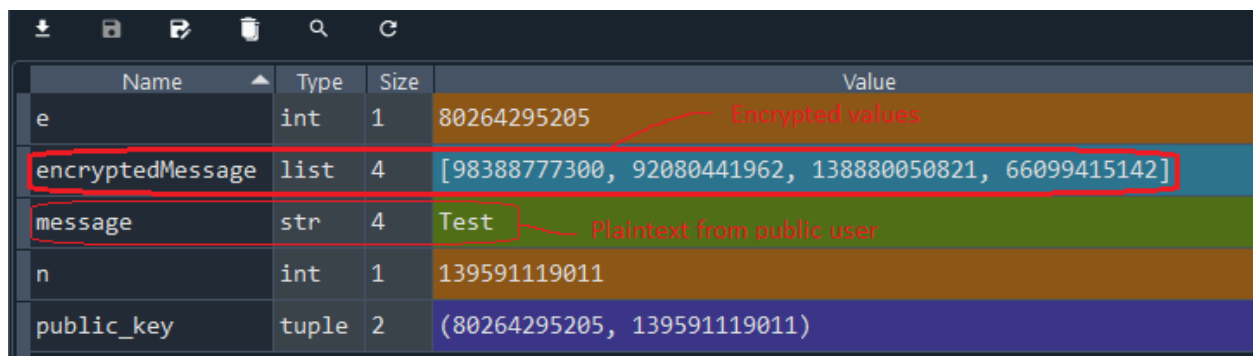 Name Type Size Value
e int 1 80264295205 Encrypted values
encryptedMessage list 4 [98388777300, 92080441962, 138880050821, 66099415142]
message str 4 Test Plaintext from public user
n int 1 139591119011
public_key tuple 2 (80264295205, 139591119011)